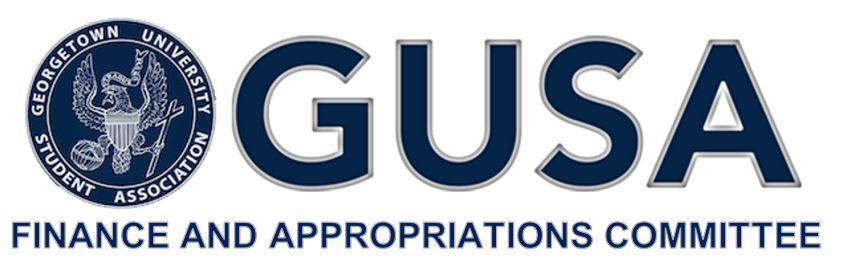 GEORGETOWN UNIVERSITY
STUDENT ASSOCIATION
GUSA
FINANCE AND APPROPRIATIONS COMMITTEE